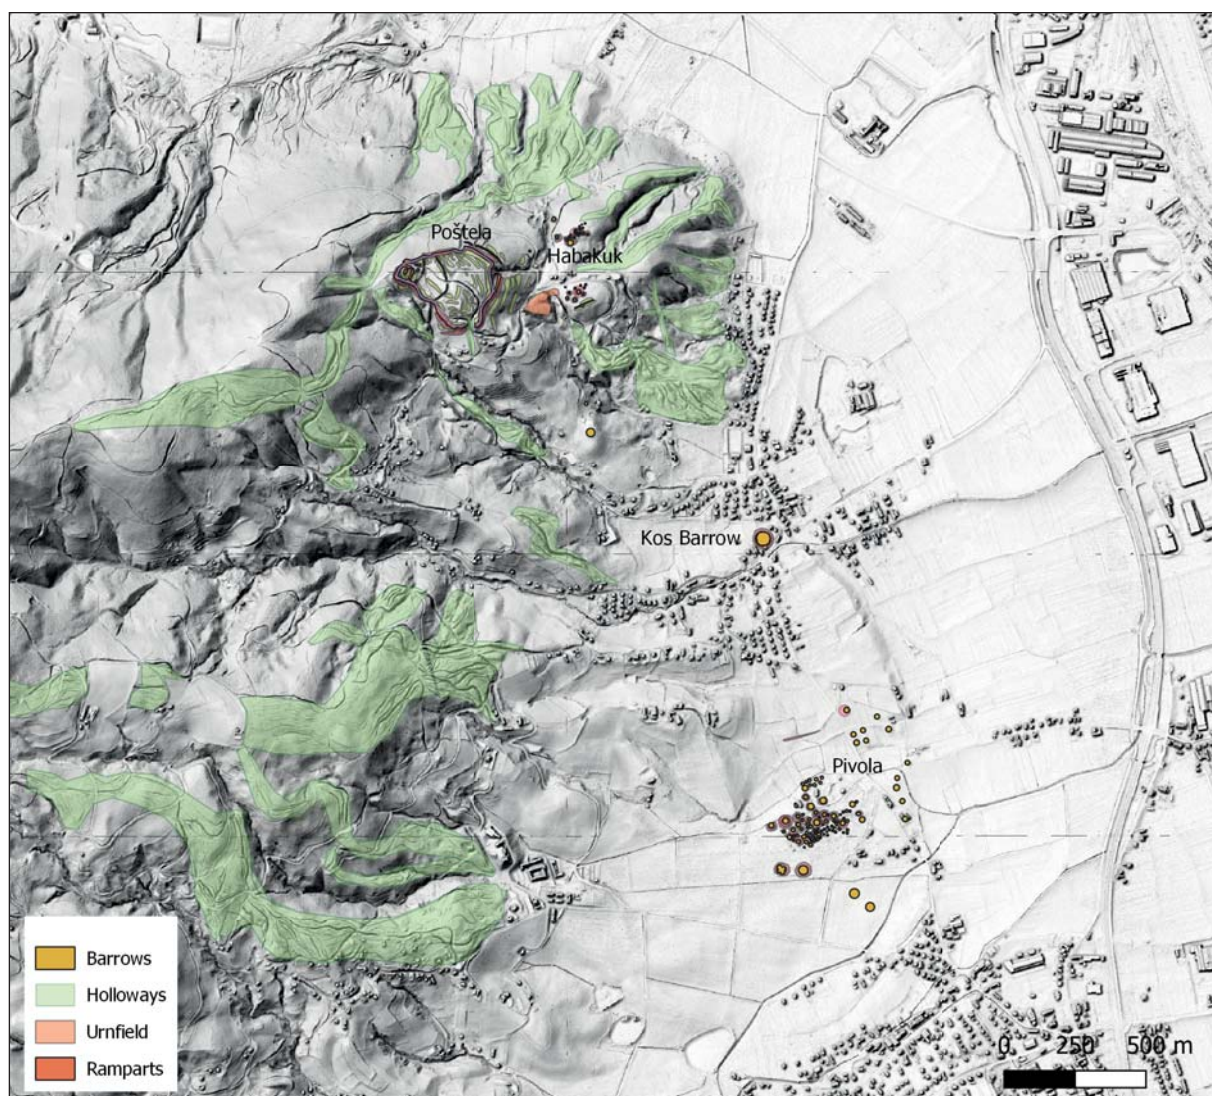 Poštela
Habakuk
Kos Barrow
Pivola
Barrows
Holloways
Urnfield
Ramparts
0 250 500 m